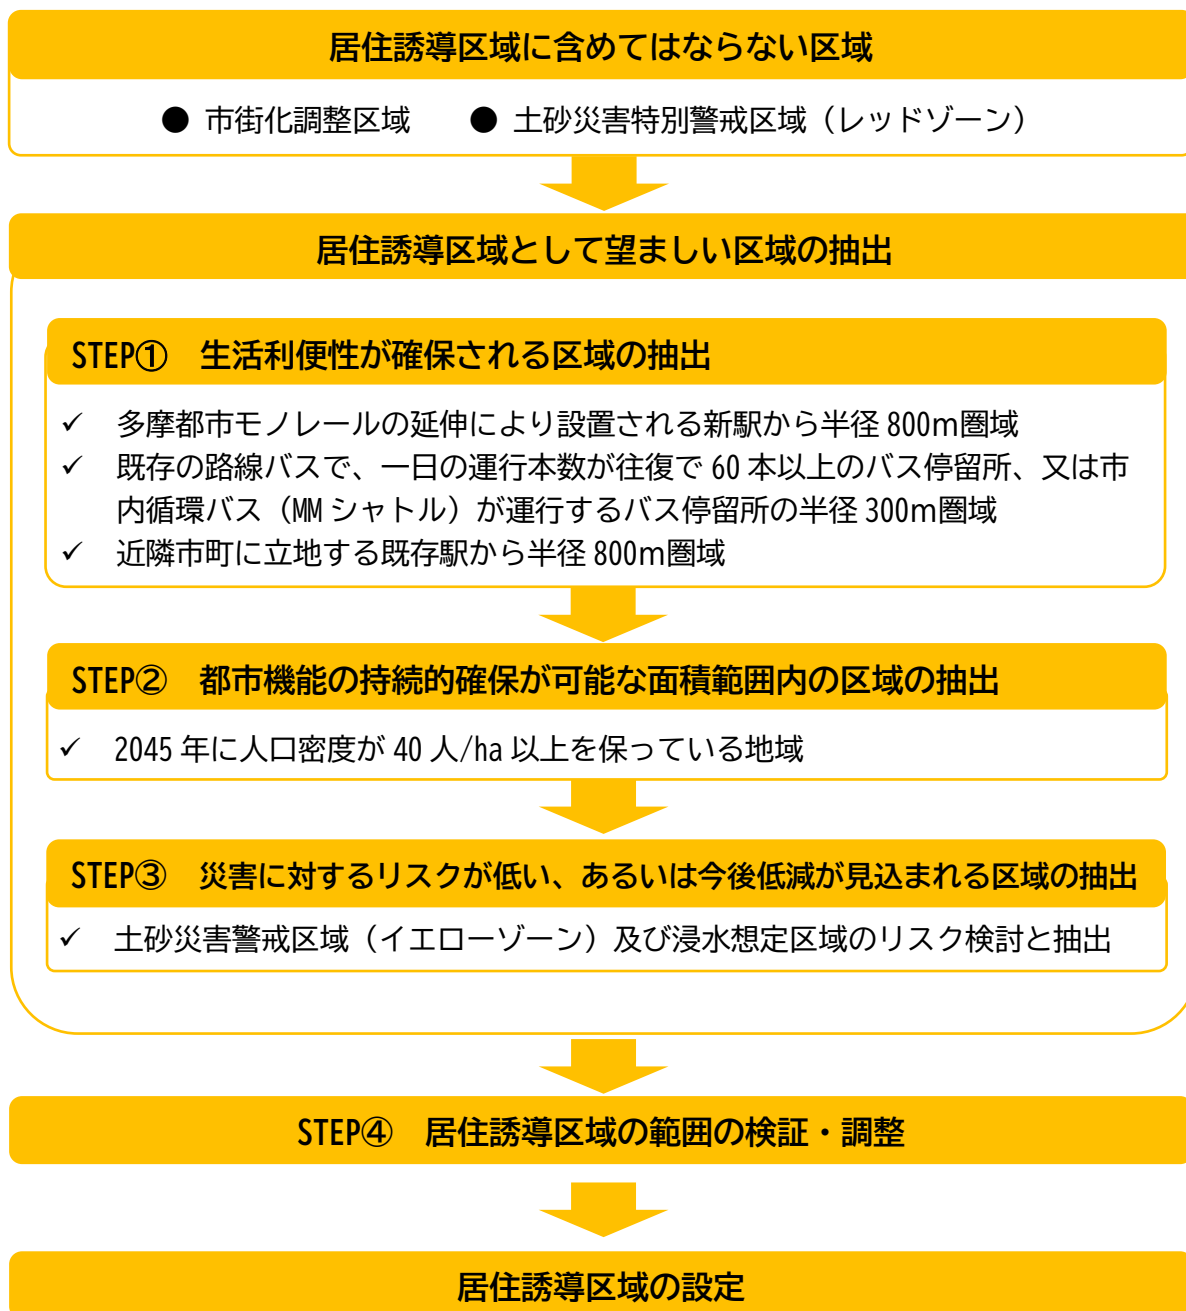 居住誘導区域に含めてはならない区域
● 市街化調整区域　● 土砂災害特別警戒区域（レッドゾーン）
居住誘導区域として望ましい区域の抽出
STEP①　生活利便性が確保される区域の抽出
✓ 多摩都市モノレールの延伸により設置される新駅から半径 800m圏域
✓ 既存の路線バスで、一日の運行本数が往復で 60 本以上のバス停留所、又は市
内循環バス（MM シャトル）が運行するバス停留所の半径 300m圏域
✓ 近隣市町に立地する既存駅から半径 800m圏域
STEP②　都市機能の持続的確保が可能な面積範囲内の区域の抽出
✓ 2045 年に人口密度が 40 人/ha 以上を保っている地域
STEP③　災害に対するリスクが低い、あるいは今後低減が見込まれる区域の抽出
✓ 土砂災害警戒区域（イエローゾーン）及び浸水想定区域のリスク検討と抽出
STEP④　居住誘導区域の範囲の検証・調整
居住誘導区域の設定